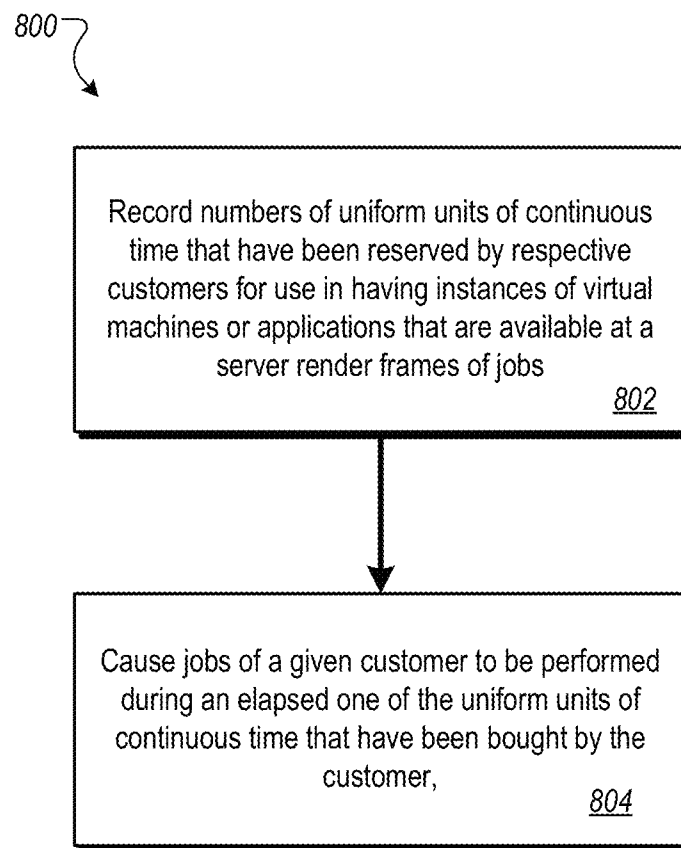 800
Record numbers of uniform units of continuous
time that have been reserved by respective
customers for use in having instances of virtual
machines or applications that are available at a
server render frames of jobs
802
Cause jobs of a given customer to be performed
during an elapsed one of the uniform units of
continuous time that have been bought by the
customer,
804